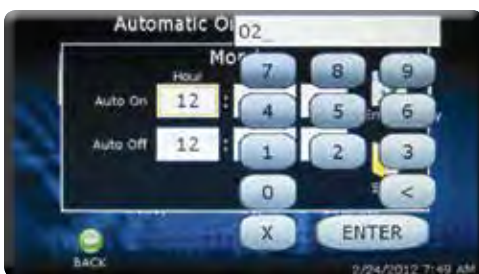 Automatic O
02_
Mon
Hour
7 8 9
Auto On 12 :
4 5 6
Auto Off 12 :
1 2 3
0 <
X ENTER
BACK
2/24/2012 7:49 AM